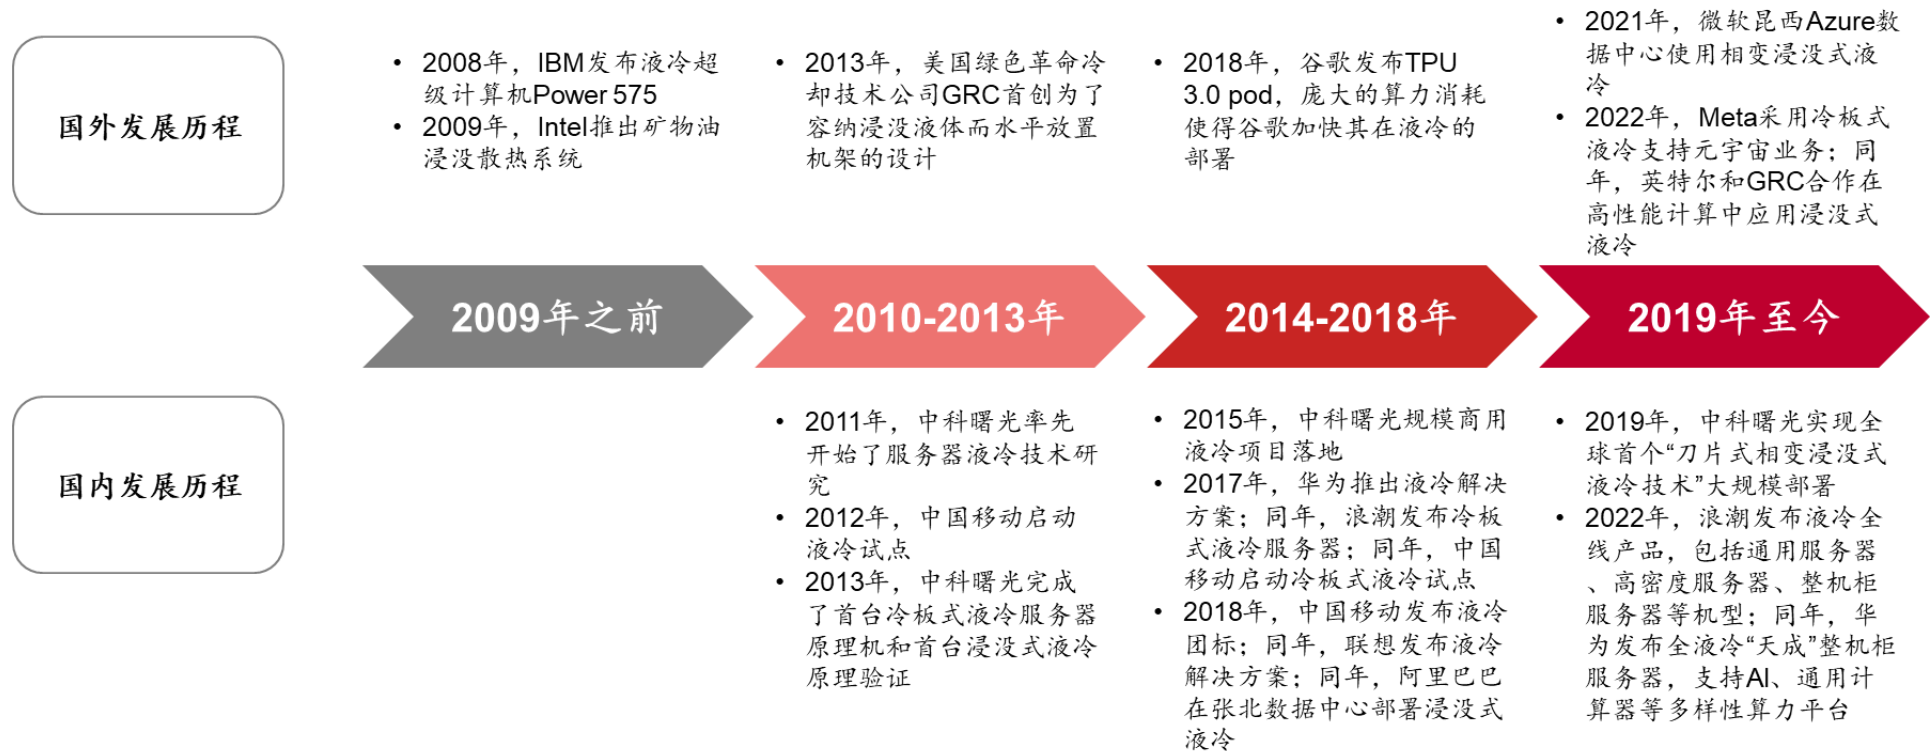 国外发展历程
• 2008年，IBM发布液冷超
级计算机Power 575
• 2009年，Intel推出矿物油
浸没散热系统
• 2013年，美国绿色革命冷
却技术公司GRC首创为了
容纳浸没液体而水平放置
机架的设计
• 2018年，谷歌发布TPU
3.0 pod，庞大的算力消耗
使得谷歌加快其在液冷的
部署
• 2021年，微软昆西Azure数
据中心使用相变浸没式液
冷
• 2022年，Meta采用冷板式
液冷支持元宇宙业务；同
年，英特尔和GRC合作在
高性能计算中应用浸没式
液冷
2009年之前
2010-2013年
2014-2018年
2019年至今
国内发展历程
• 2011年，中科曙光率先
开始了服务器液冷技术研
究
• 2012年，中国移动启动
液冷试点
• 2013年，中科曙光完成
了首台冷板式液冷服务器
原理机和首台浸没式液冷
原理验证
• 2015年，中科曙光规模商用
液冷项目落地
• 2017年，华为推出液冷解决
方案；同年，浪潮发布冷板
式液冷服务器；同年，中国
移动启动冷板式液冷试点
• 2018年，中国移动发布液冷
团标；同年，联想发布液冷
解决方案；同年，阿里巴巴
在张北数据中心部署浸没式
液冷
• 2019年，中科曙光实现全
球首个“刀片式相变浸没式
液冷技术”大规模部署
• 2022年，浪潮发布液冷全
线产品，包括通用服务器
、高密度服务器、整机柜
服务器等机型；同年，华
为发布全液冷“天成”整机柜
服务器，支持AI、通用计
算器等多样性算力平台